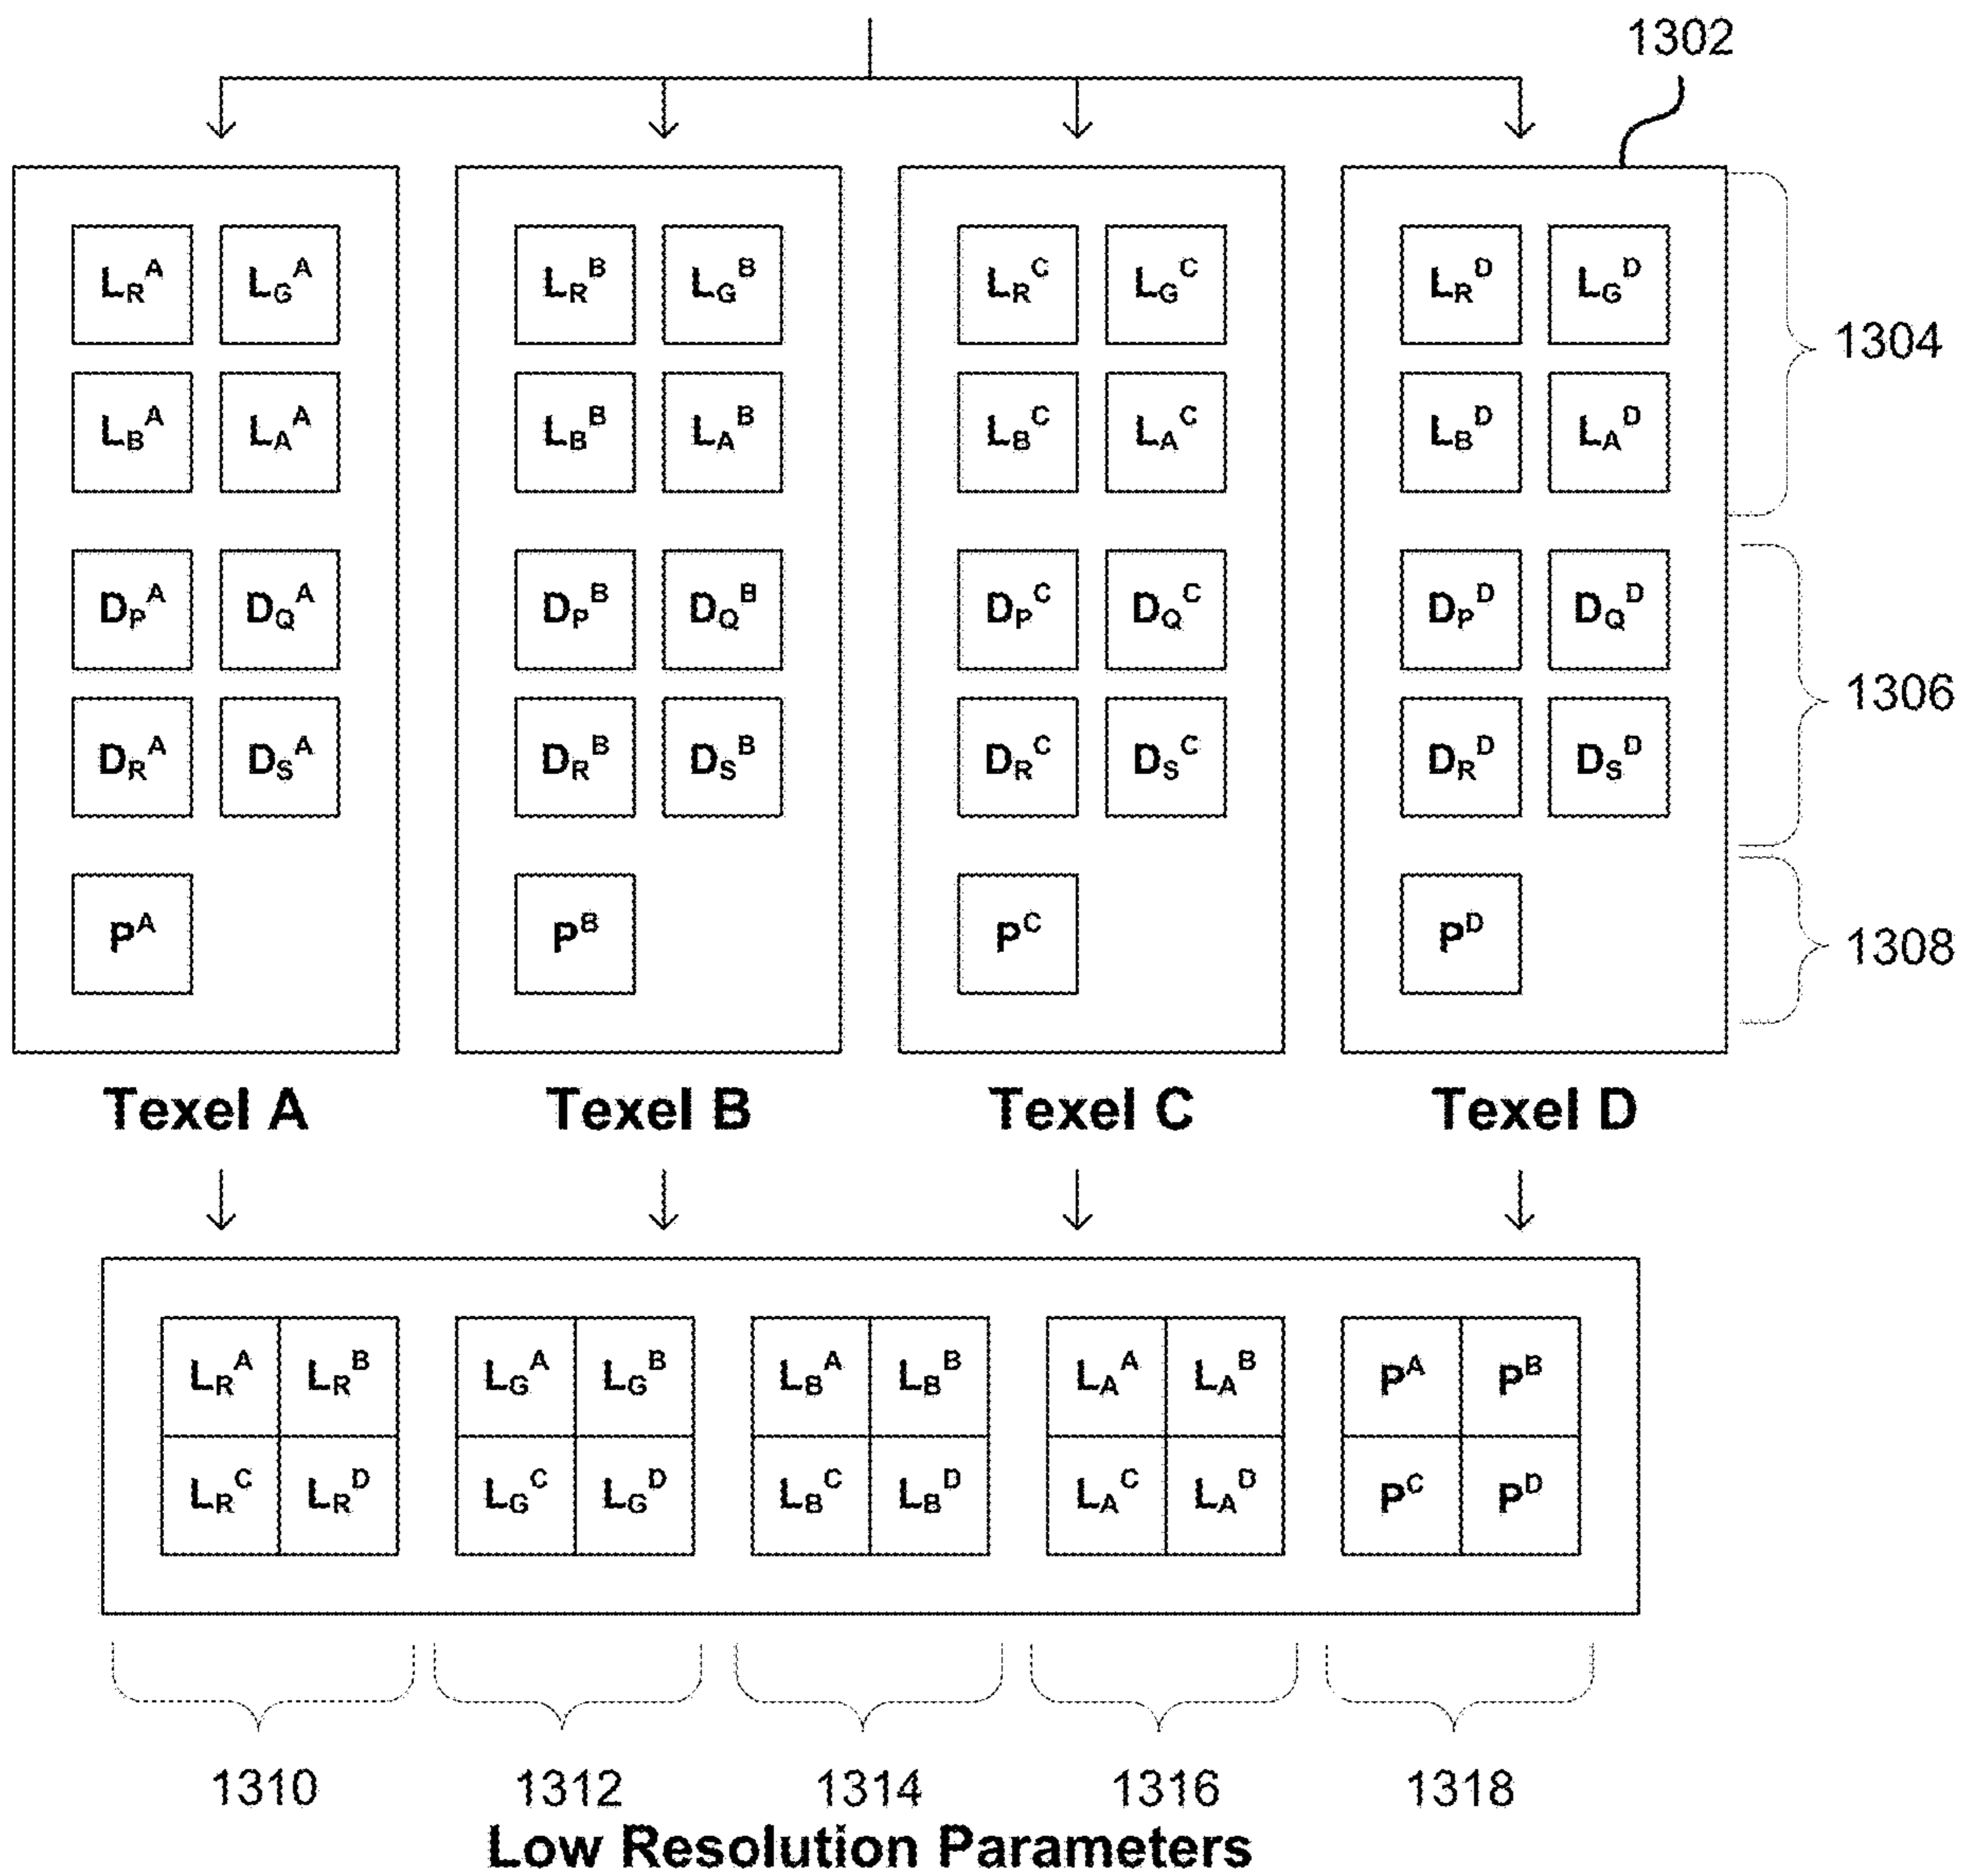 1302
L_R^A L_G^A L_R^B L_G^B L_R^C L_G^C L_R^D L_G^D
1304
L_B^A L_A^A L_B^B L_A^B L_B^C L_A^C L_B^D L_A^D
D_P^A D_Q^A D_P^B D_Q^B D_P^C D_Q^C D_P^D D_Q^D
1306
D_R^A D_S^A D_R^B D_S^B D_R^C D_S^C D_R^D D_S^D
P^A P^B P^C P^D 1308
Texel A Texel B Texel C Texel D
L_R^A L_R^B L_G^A L_G^B L_B^A L_B^B L_A^A L_A^B P^A P^B
L_R^C L_R^D L_G^C L_G^D L_B^C L_B^D L_A^C L_A^D P^C P^D
1310 1312 1314 1316 1318
Low Resolution Parameters